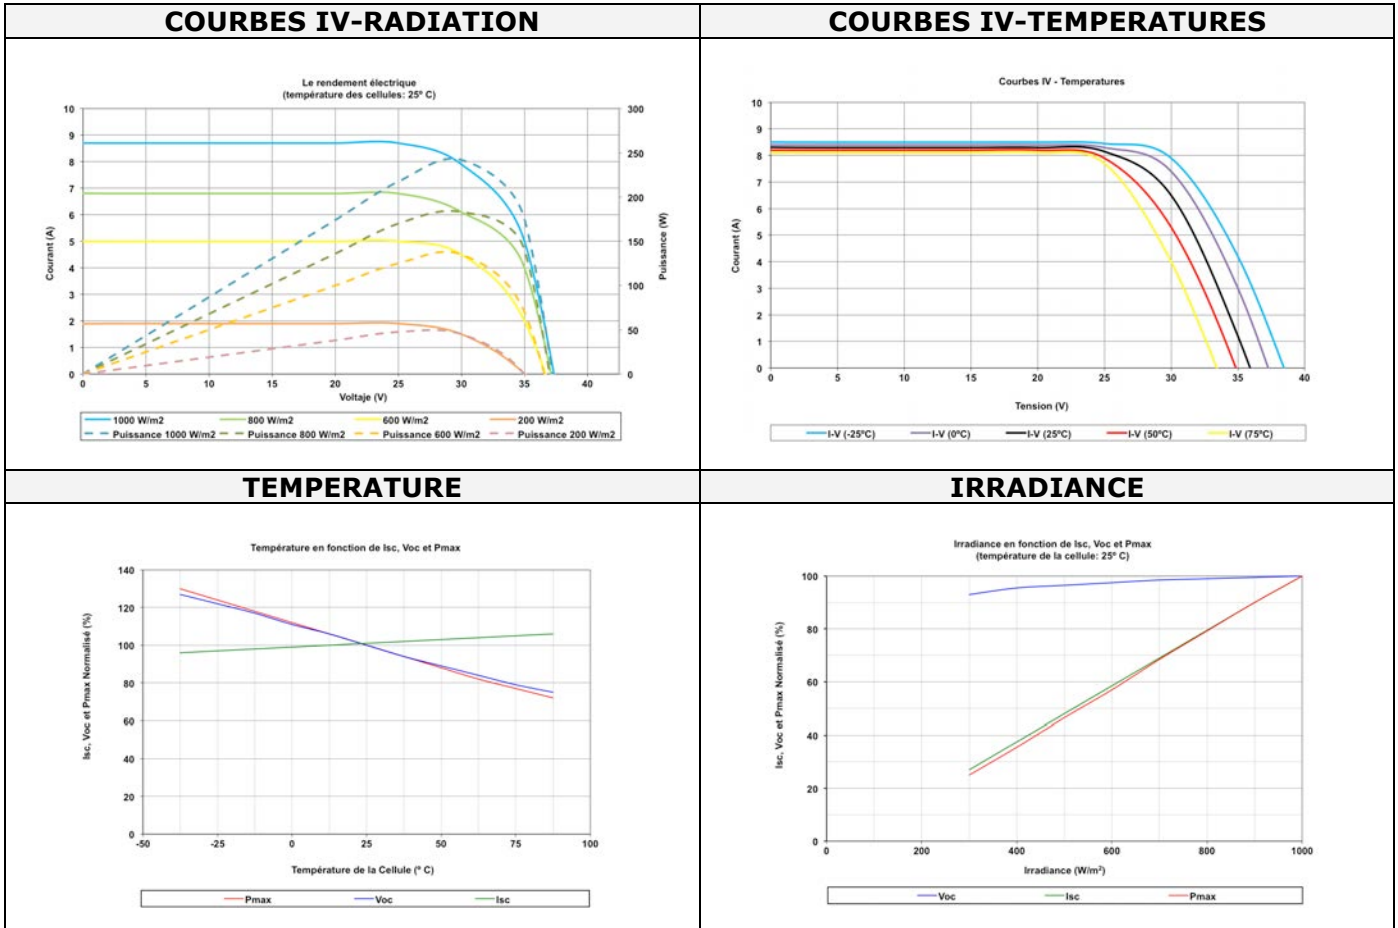 COURBES IV-RADIATION
Le rendement électrique
(température des cellules: 25º C)
10
9
8
7
6
5
4
3
2
1
0
300
250
200
150
100
50
0
0 5 10 15 20 25 30 35 40
Courant (A)
Puissance (W)
Voltaje (V)
1000 W/m2 800 W/m2 600 W/m2 200 W/m2
Puissance 1000 W/m2 Puissance 800 W/m2 Puissance 600 W/m2 Puissance 200 W/m2
COURBES IV-TEMPERATURES
Courbes IV - Temperatures
10
9
8
7
6
5
4
3
2
1
0
0 5 10 15 20 25 30 35 40
Courant (A)
Tension (V)
I-V (-25ºC) I-V (0ºC) I-V (25ºC) I-V (50ºC) I-V (75ºC)
TEMPERATURE
Température en fonction de Isc, Voc et Pmax
140
120
100
80
60
40
20
0
-50 -25 0 25 50 75 100
Isc, Voc et Pmax Normalisé (%)
Température de la Cellule (º C)
Pmax Voc Isc
IRRADIANCE
Irradiance en fonction de Isc, Voc et Pmax
(température de la cellule: 25º C)
100
80
60
40
20
0
0 200 400 600 800 1000
Isc, Voc et Pmax Normalisé (%)
Irradiance (W/m²)
Voc Isc Pmax